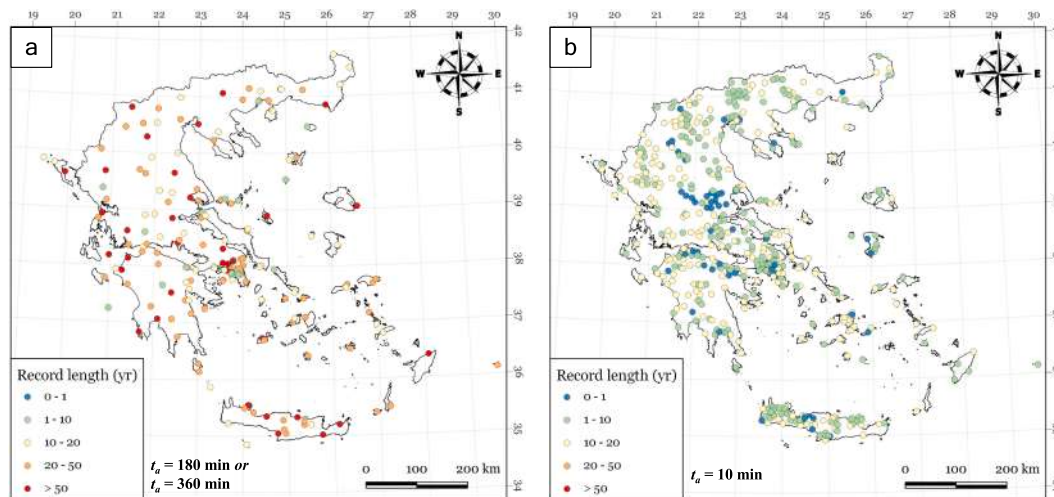 19 20 21 22 23 24 25 26 27 28 29 30
a
N
W E
S
42
41
40
39
38
37
36
35
34
Record length (yr)
0 - 1
1 - 10
10 - 20
20 - 50
> 50
tₐ = 180 min or
tₐ = 360 min
0 100 200 km
19 20 21 22 23 24 25 26 27 28 29 30
b
N
W E
S
Record length (yr)
0 - 1
1 - 10
10 - 20
20 - 50
> 50
tₐ = 10 min
0 100 200 km